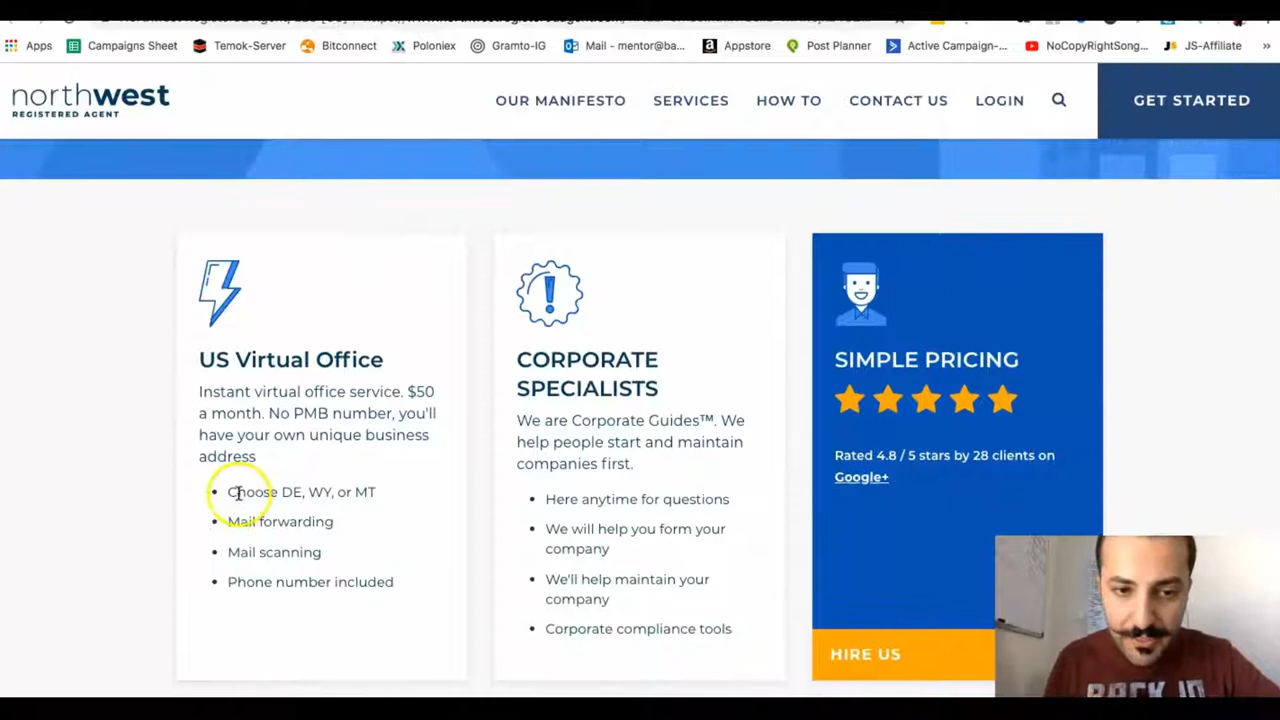 Apps Campaigns Sheet Temok-Server Bitconnect Poloniex Gramto-IG Mail - mentor@ba... Appstore Post Planner Active Campaign-... NoCopyRightSong... JS-Affiliate »
northwest
REGISTERED AGENT
OUR MANIFESTO SERVICES HOW TO CONTACT US LOGIN GET STARTED
US Virtual Office
Instant virtual office service. $50
a month. No PMB number, you'll
have your own unique business
address
• Choose DE, WY, or MT
• Mail forwarding
• Mail scanning
• Phone number included
CORPORATE
SPECIALISTS
We are Corporate Guides™. We
help people start and maintain
companies first.
• Here anytime for questions
• We will help you form your
company
• We'll help maintain your
company
• Corporate compliance tools
SIMPLE PRICING
Rated 4.8 / 5 stars by 28 clients on
Google+
HIRE US
BACK IN